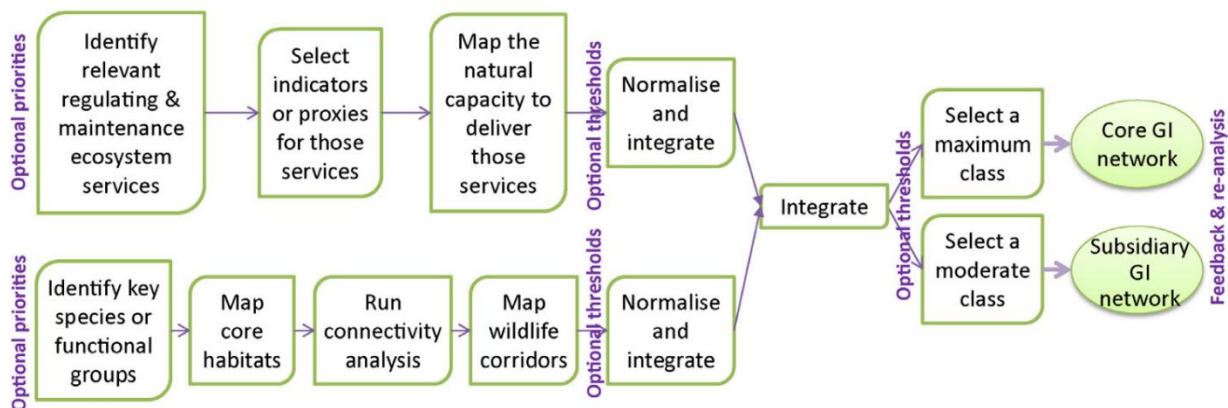 Optional priorities
Identify
relevant
regulating &
maintenance
ecosystem
services
Select
indicators
or proxies
for those
services
Map the
natural
capacity to
deliver
those
services
Optional thresholds
Normalise
and
integrate
Optional priorities
Identify key
species or
functional
groups
Map
core
habitats
Run
connectivity
analysis
Map
wildlife
corridors
Optional thresholds
Normalise
and
integrate
Integrate
Optional thresholds
Select a
maximum
class
Core GI
network
Select a
moderate
class
Subsidiary
GI
network
Feedback & re-analysis